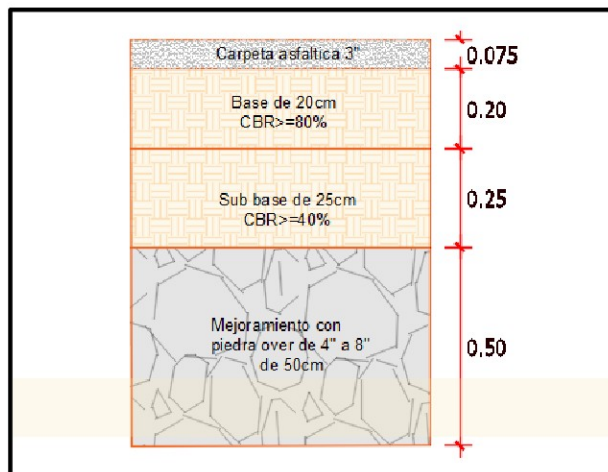 Carpeta asfaltica 3"
0.075
Base de 20cm
CBR>=80%
0.20
Sub base de 25cm
CBR>=40%
0.25
Mejoramiento con
piedra over de 4" a 8"
de 50cm
0.50